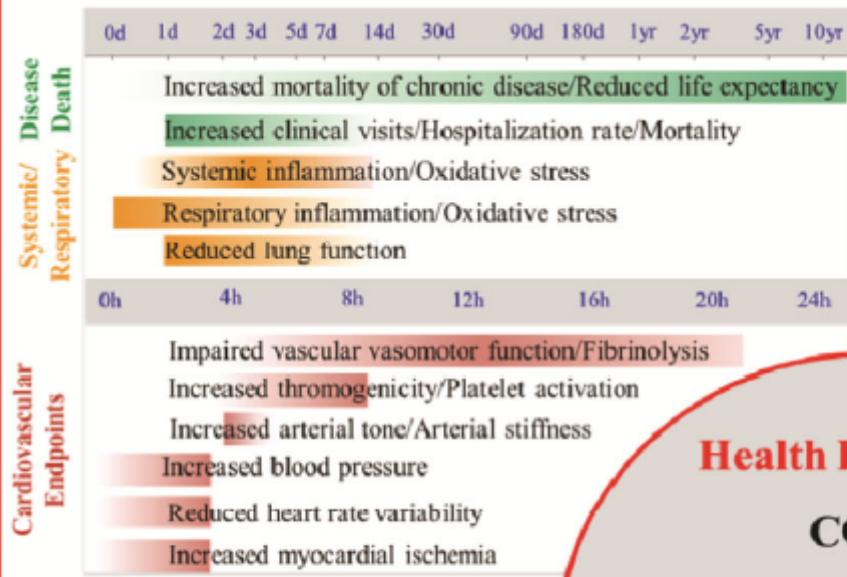 0d 1d 2d 3d 5d 7d 14d 30d 90d 180d 1yr 2yr 5yr 10yr
Disease
Death
Increased mortality of chronic disease/Reduced life expectancy
Increased clinical visits/Hospitalization rate/Mortality
Systemic/
Respiratory
Systemic inflammation/Oxidative stress
Respiratory inflammation/Oxidative stress
Reduced lung function
0h 4h 8h 12h 16h 20h 24h
Cardiovascular
Endpoints
Impaired vascular vasomotor function/Fibrinolysis
Increased thromogenicity/Platelet activation
Increased arterial tone/Arterial stiffness
Increased blood pressure
Reduced heart rate variability
Increased myocardial ischemia
Health